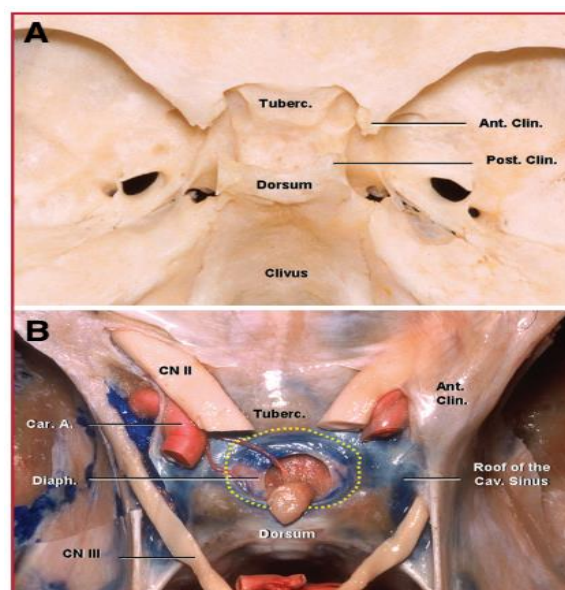 A
Tuberc.
Ant. Clin.
Post. Clin.
Dorsum
Clivus
B
CN II
Ant.
Clin.
Tuberc.
Car. A.
Diaph.
Roof of the
Cav. Sinus
Dorsum
CN III